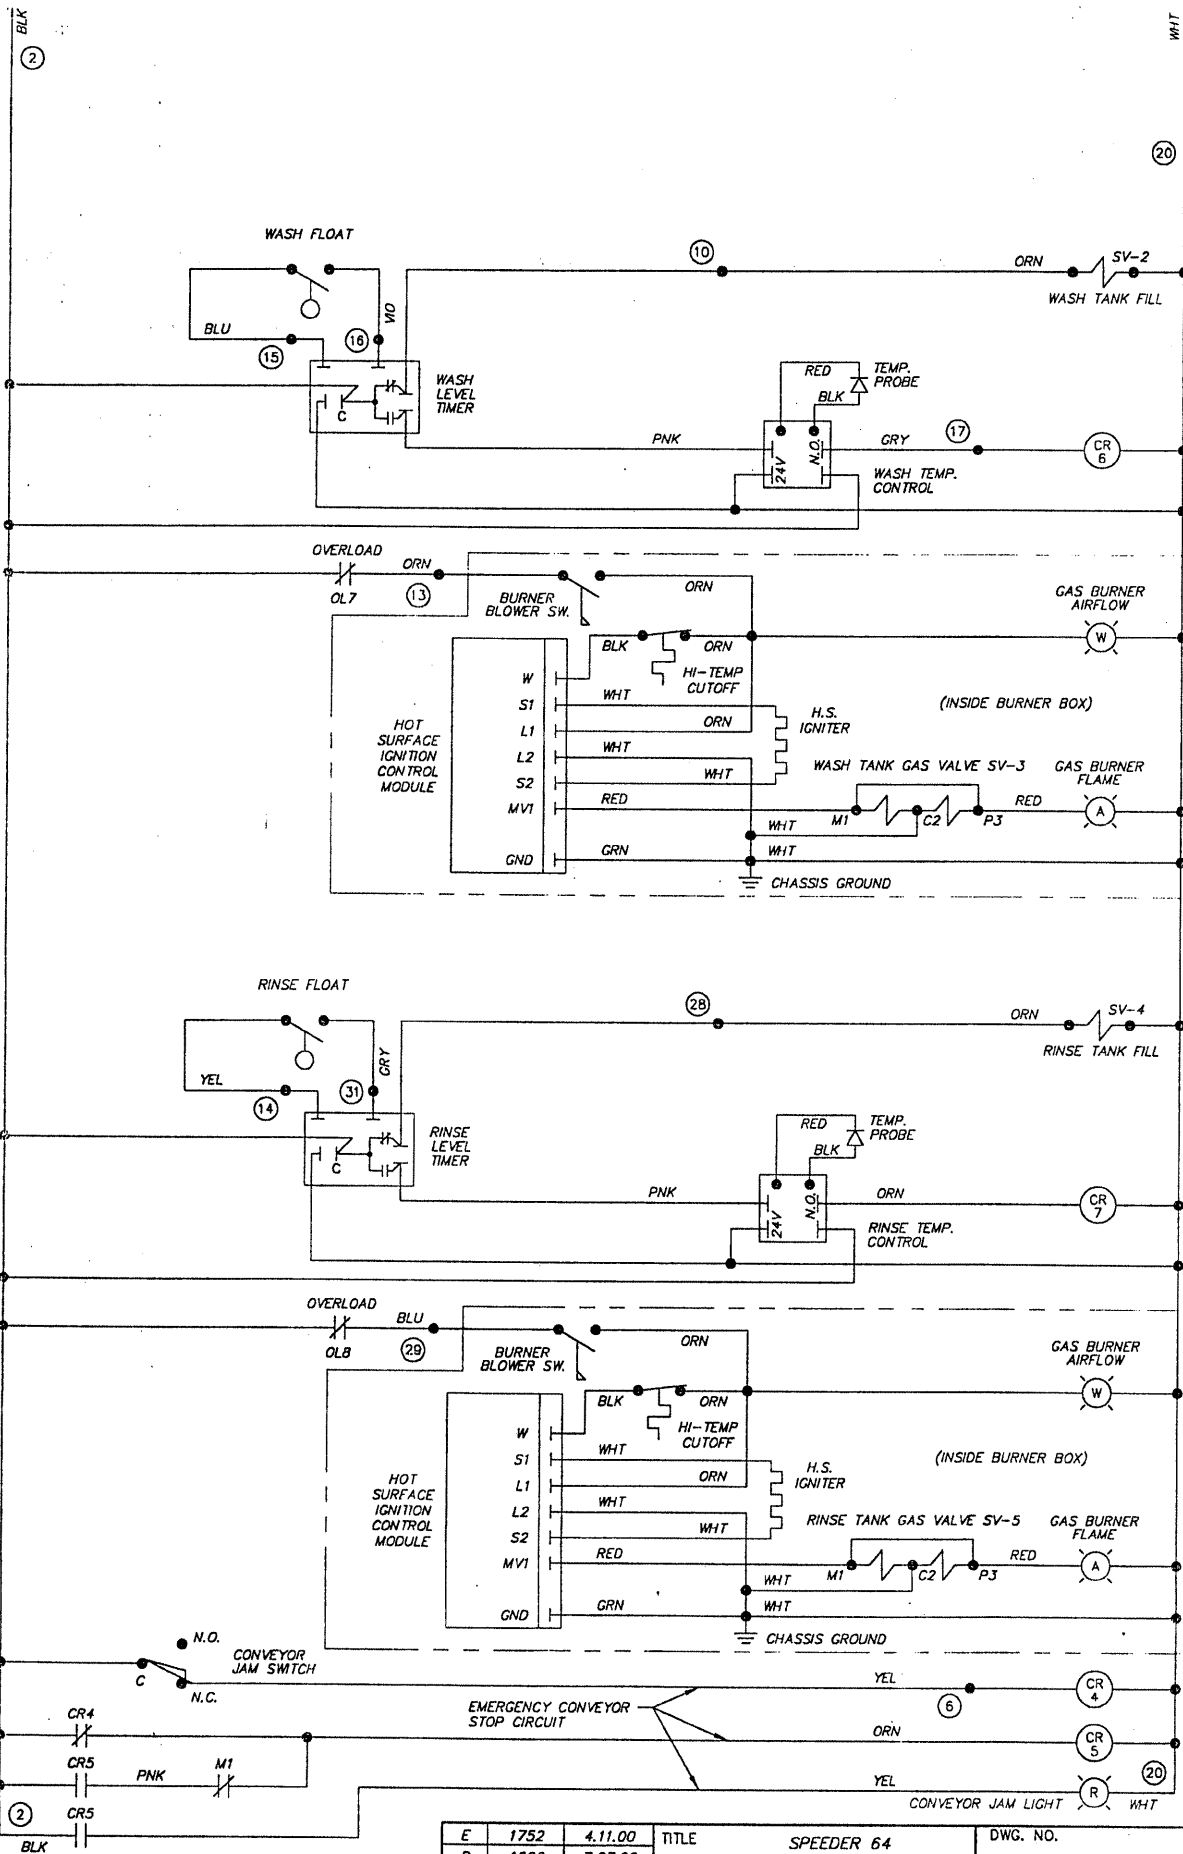 BLK
WHT
2
20
WASH FLOAT
10
ORN
SV-2
WASH TANK FILL
VIO
BLU
15
16
WASH
LEVEL
TIMER
C
RED
TEMP.
PROBE
BLK
PNK
24V
N.O.
GRY
17
CR
6
WASH TEMP.
CONTROL
OVERLOAD
ORN
OL7
13
BURNER
BLOWER SW.
ORN
GAS BURNER
AIRFLOW
W
BLK
ORN
HI-TEMP
CUTOFF
W
S1
WHT
(INSIDE BURNER BOX)
H.S.
IGNITER
L1
ORN
HOT
SURFACE
IGNITION
CONTROL
MODULE
L2
WHT
S2
WHT
WASH TANK GAS VALVE SV-3
GAS BURNER
FLAME
MV1
RED
M1
C2
P3
RED
A
WHT
GND
GRN
WHT
CHASSIS GROUND
RINSE FLOAT
28
ORN
SV-4
RINSE TANK FILL
GRY
YEL
14
31
RINSE
LEVEL
TIMER
C
RED
TEMP.
PROBE
BLK
PNK
24V
N.O.
ORN
CR
7
RINSE TEMP.
CONTROL
OVERLOAD
BLU
OL8
29
BURNER
BLOWER SW.
ORN
GAS BURNER
AIRFLOW
W
BLK
ORN
HI-TEMP
CUTOFF
W
S1
WHT
(INSIDE BURNER BOX)
H.S.
IGNITER
L1
ORN
HOT
SURFACE
IGNITION
CONTROL
MODULE
L2
WHT
S2
WHT
RINSE TANK GAS VALVE SV-5
GAS BURNER
FLAME
MV1
RED
M1
C2
P3
RED
A
WHT
GND
GRN
WHT
CHASSIS GROUND
N.O.
CONVEYOR
JAM SWITCH
C
N.C.
YEL
6
CR
4
EMERGENCY CONVEYOR
STOP CIRCUIT
CR4
ORN
CR
5
CR5
PNK
M1
YEL
20
CONVEYOR JAM LIGHT
R
WHT
2
CR5
BLK
E 1752 4.11.00 TITLE SPEEDER 64 DWG. NO.